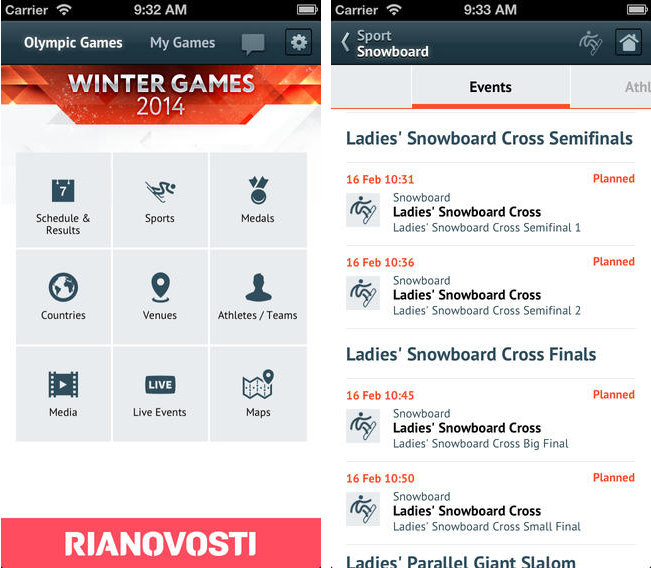 Carrier 9:32 AM
Olympic Games My Games
WINTER GAMES
2014
7
Schedule &
Results
Sports
Medals
Countries
Venues
Athletes / Teams
Media
LIVE
Live Events
Maps
RIANOVOSTI
Carrier 9:33 AM
Sport
Snowboard
Events Athl
Ladies' Snowboard Cross Semifinals
16 Feb 10:31 Planned
Snowboard
Ladies' Snowboard Cross
Ladies' Snowboard Cross Semifinal 1
16 Feb 10:36 Planned
Snowboard
Ladies' Snowboard Cross
Ladies' Snowboard Cross Semifinal 2
Ladies' Snowboard Cross Finals
16 Feb 10:45 Planned
Snowboard
Ladies' Snowboard Cross
Ladies' Snowboard Cross Big Final
16 Feb 10:50 Planned
Snowboard
Ladies' Snowboard Cross
Ladies' Snowboard Cross Small Final
Ladies' Parallel Giant Slalom